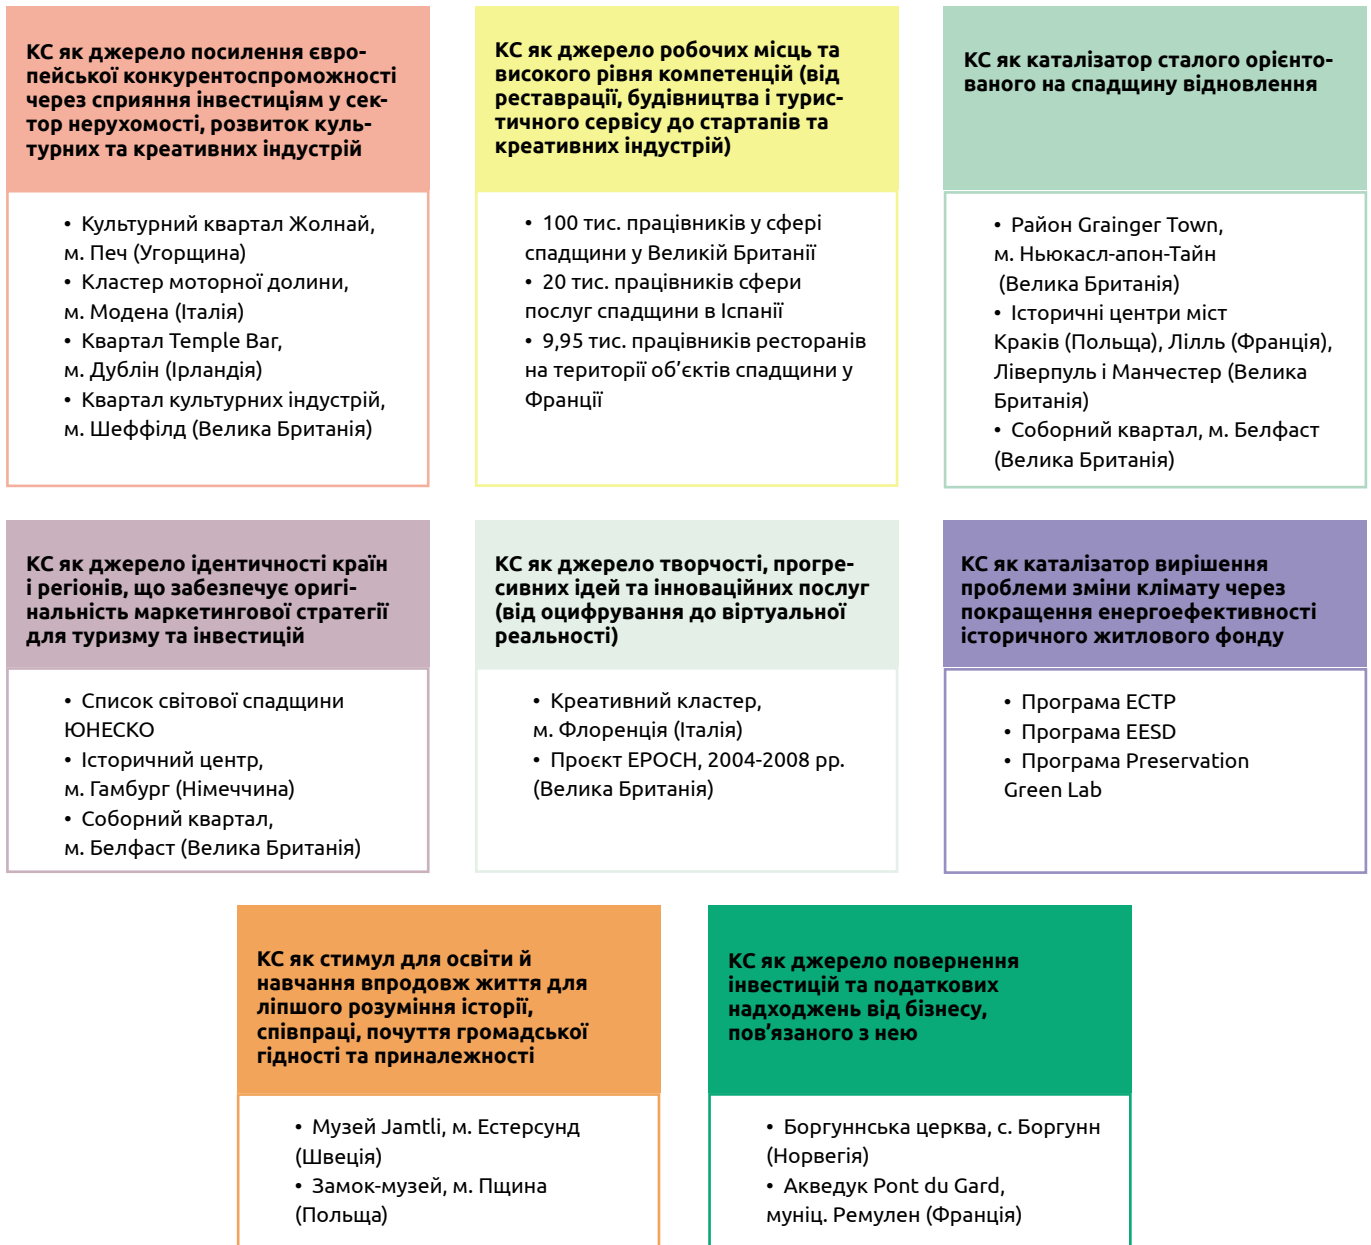 КС як джерело посилення євро-
пейської конкурентоспроможності
через сприяння інвестиціям у сек-
тор нерухомості, розвиток куль-
турних та креативних індустрій
• Культурний квартал Жолнай,
м. Печ (Угорщина)
• Кластер моторної долини,
м. Модена (Італія)
• Квартал Temple Bar,
м. Дублін (Ірландія)
• Квартал культурних індустрій,
м. Шеффілд (Велика Британія)
КС як джерело робочих місць та
високого рівня компетенцій (від
реставрації, будівництва і турис-
тичного сервісу до стартапів та
креативних індустрій)
• 100 тис. працівників у сфері
спадщини у Великій Британії
• 20 тис. працівників сфери
послуг спадщини в Іспанії
• 9,95 тис. працівників ресторанів
на території об’єктів спадщини у
Франції
КС як каталізатор сталого орієнто-
ваного на спадщину відновлення
• Район Grainger Town,
м. Ньюкасл-апон-Тайн
(Велика Британія)
• Історичні центри міст
Краків (Польща), Лілль (Франція),
Ліверпуль і Манчестер (Велика
Британія)
• Соборний квартал, м. Белфаст
(Велика Британія)
КС як джерело ідентичності країн
і регіонів, що забезпечує оригі-
нальність маркетингової стратегії
для туризму та інвестицій
• Список світової спадщини
ЮНЕСКО
• Історичний центр,
м. Гамбург (Німеччина)
• Соборний квартал,
м. Белфаст (Велика Британія)
КС як джерело творчості, прогре-
сивних ідей та інноваційних послуг
(від оцифрування до віртуальної
реальності)
• Креативний кластер,
м. Флоренція (Італія)
• Проєкт EPOCH, 2004-2008 рр.
(Велика Британія)
КС як каталізатор вирішення
проблеми зміни клімату через
покращення енергоефективності
історичного житлового фонду
• Програма ECTP
• Програма EESD
• Програма Preservation
Green Lab
КС як стимул для освіти й
навчання впродовж життя для
ліпшого розуміння історії,
співпраці, почуття громадської
гідності та приналежності
• Музей Jamtli, м. Естерсунд
(Швеція)
• Замок-музей, м. Пщина
(Польща)
КС як джерело повернення
інвестицій та податкових
надходжень від бізнесу,
пов’язаного з нею
• Боргуннська церква, с. Боргунн
(Норвегія)
• Акведук Pont du Gard,
муніц. Ремулен (Франція)